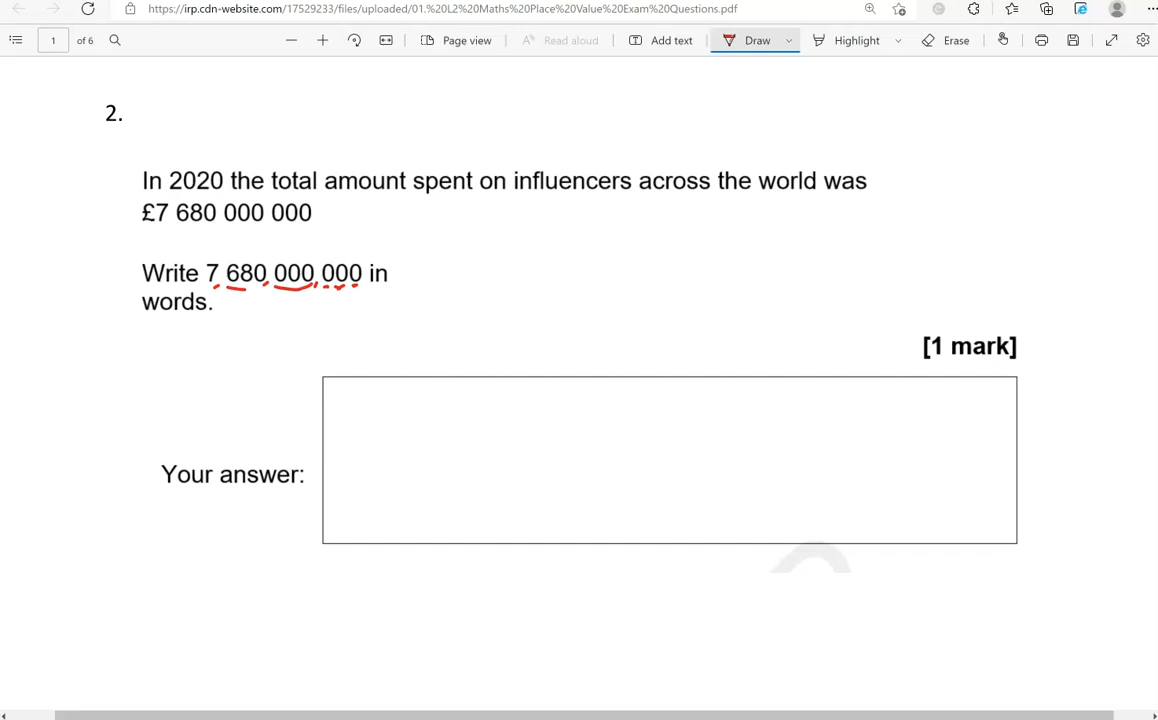 https://irp.cdn-website.com/17529233/files/uploaded/01.%20L2%20Maths%20Place%20Value%20Exam%20Questions.pdf
1 of 6 Page view Read aloud Add text Draw Highlight Erase
2.
In 2020 the total amount spent on influencers across the world was
£7 680 000 000
Write 7 680 000 000 in
words.
[1 mark]
Your answer: